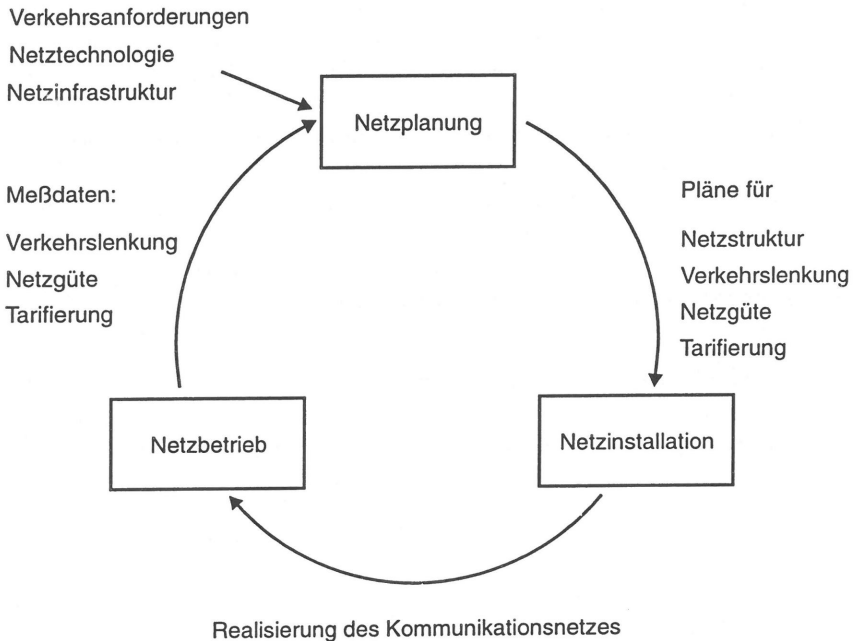 Verkehrsanforderungen
Netztechnologie
Netzinfrastruktur
Netzplanung
Meßdaten:
Verkehrslenkung
Netzgüte
Tarifierung
Pläne für
Netzstruktur
Verkehrslenkung
Netzgüte
Tarifierung
Netzbetrieb
Netzinstallation
Realisierung des Kommunikationsnetzes